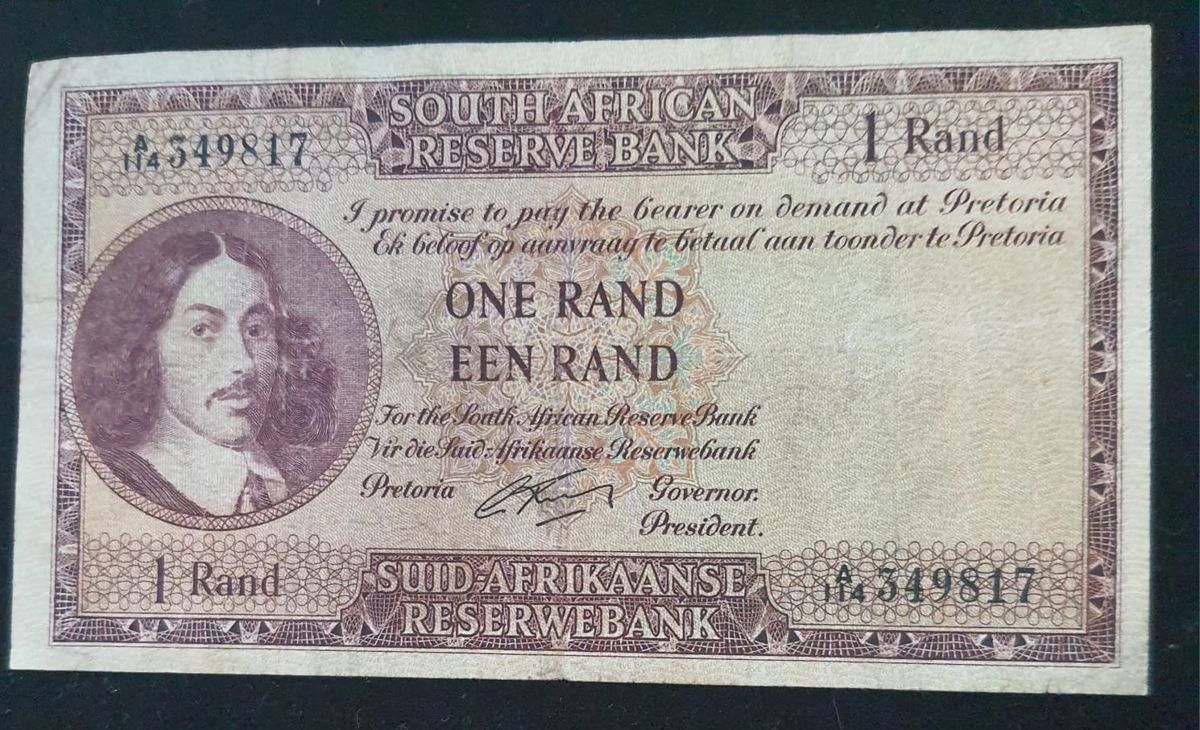 SOUTH AFRICAN
RESERVE BANK
A/114 349817
1 Rand
I promise to pay the bearer on demand at Pretoria
Ek beloof op aanvraag te betaal aan toonder te Pretoria
ONE RAND
EEN RAND
For the South African Reserve Bank
Vir die Suid-Afrikaanse Reserwebank
Pretoria
Governor.
President.
1 Rand
SUID-AFRIKAANSE
RESERWEBANK
A/114 349817